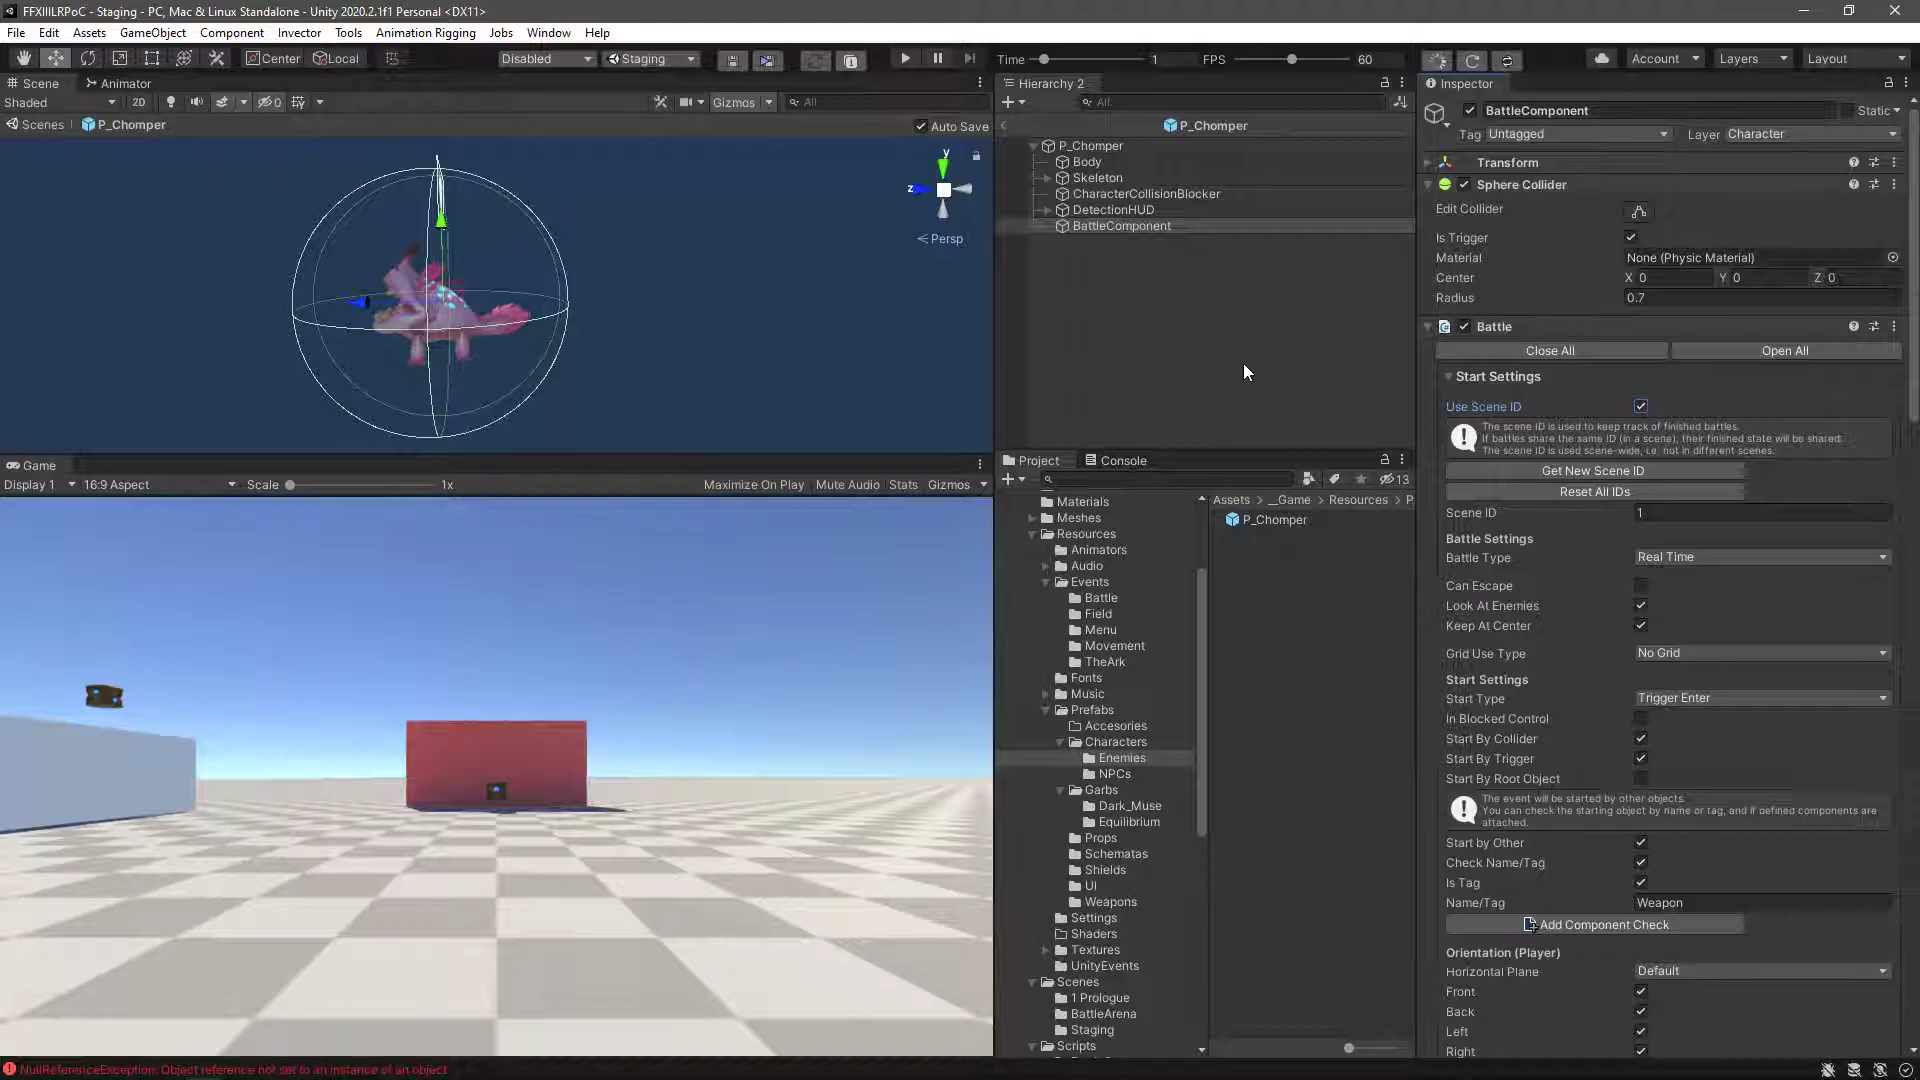 FFXIIILRPoC - Staging - PC, Mac & Linux Standalone - Unity 2020.2.1f1 Personal <DX11>
File Edit Assets GameObject Component Invector Tools Animation Rigging Jobs Window Help
Center Local Disabled Staging Time 1 FPS 60 Account Layers Layout
Scene Animator
Shaded 2D 0 Gizmos All
Scenes P_Chomper Auto Save
y
z
Persp
Game
Display 1 16:9 Aspect Scale 1x Maximize On Play Mute Audio Stats Gizmos
Hierarchy 2
All
P_Chomper
P_Chomper
Body
Skeleton
CharacterCollisionBlocker
DetectionHUD
BattleComponent
Project Console
13
Materials
Meshes
Resources
Animators
Audio
Events
Battle
Field
Menu
Movement
TheArk
Fonts
Music
Prefabs
Accesories
Characters
Enemies
NPCs
Garbs
Dark_Muse
Equilibrium
Props
Schematas
Shields
UI
Weapons
Settings
Shaders
Textures
UnityEvents
Scenes
1 Prologue
BattleArena
Staging
Scripts
Assets > __Game > Resources > P
P_Chomper
Inspector
BattleComponent Static
Tag Untagged Layer Character
Transform
Sphere Collider
Edit Collider
Is Trigger
Material None (Physic Material)
Center X 0 Y 0 Z 0
Radius 0.7
Battle
Close All Open All
Start Settings
Use Scene ID
The scene ID is used to keep track of finished battles.
If battles share the same ID (in a scene), their finished state will be shared.
The scene ID is used scene-wide, i.e. not in different scenes.
Get New Scene ID
Reset All IDs
Scene ID 1
Battle Settings
Battle Type Real Time
Can Escape
Look At Enemies
Keep At Center
Grid Use Type No Grid
Start Settings
Start Type Trigger Enter
In Blocked Control
Start By Collider
Start By Trigger
Start By Root Object
The event will be started by other objects.
You can check the starting object by name or tag, and if defined components are
attached.
Start by Other
Check Name/Tag
Is Tag
Name/Tag Weapon
Add Component Check
Orientation (Player)
Horizontal Plane Default
Front
Back
Left
Right
NullReferenceException: Object reference not set to an instance of an object